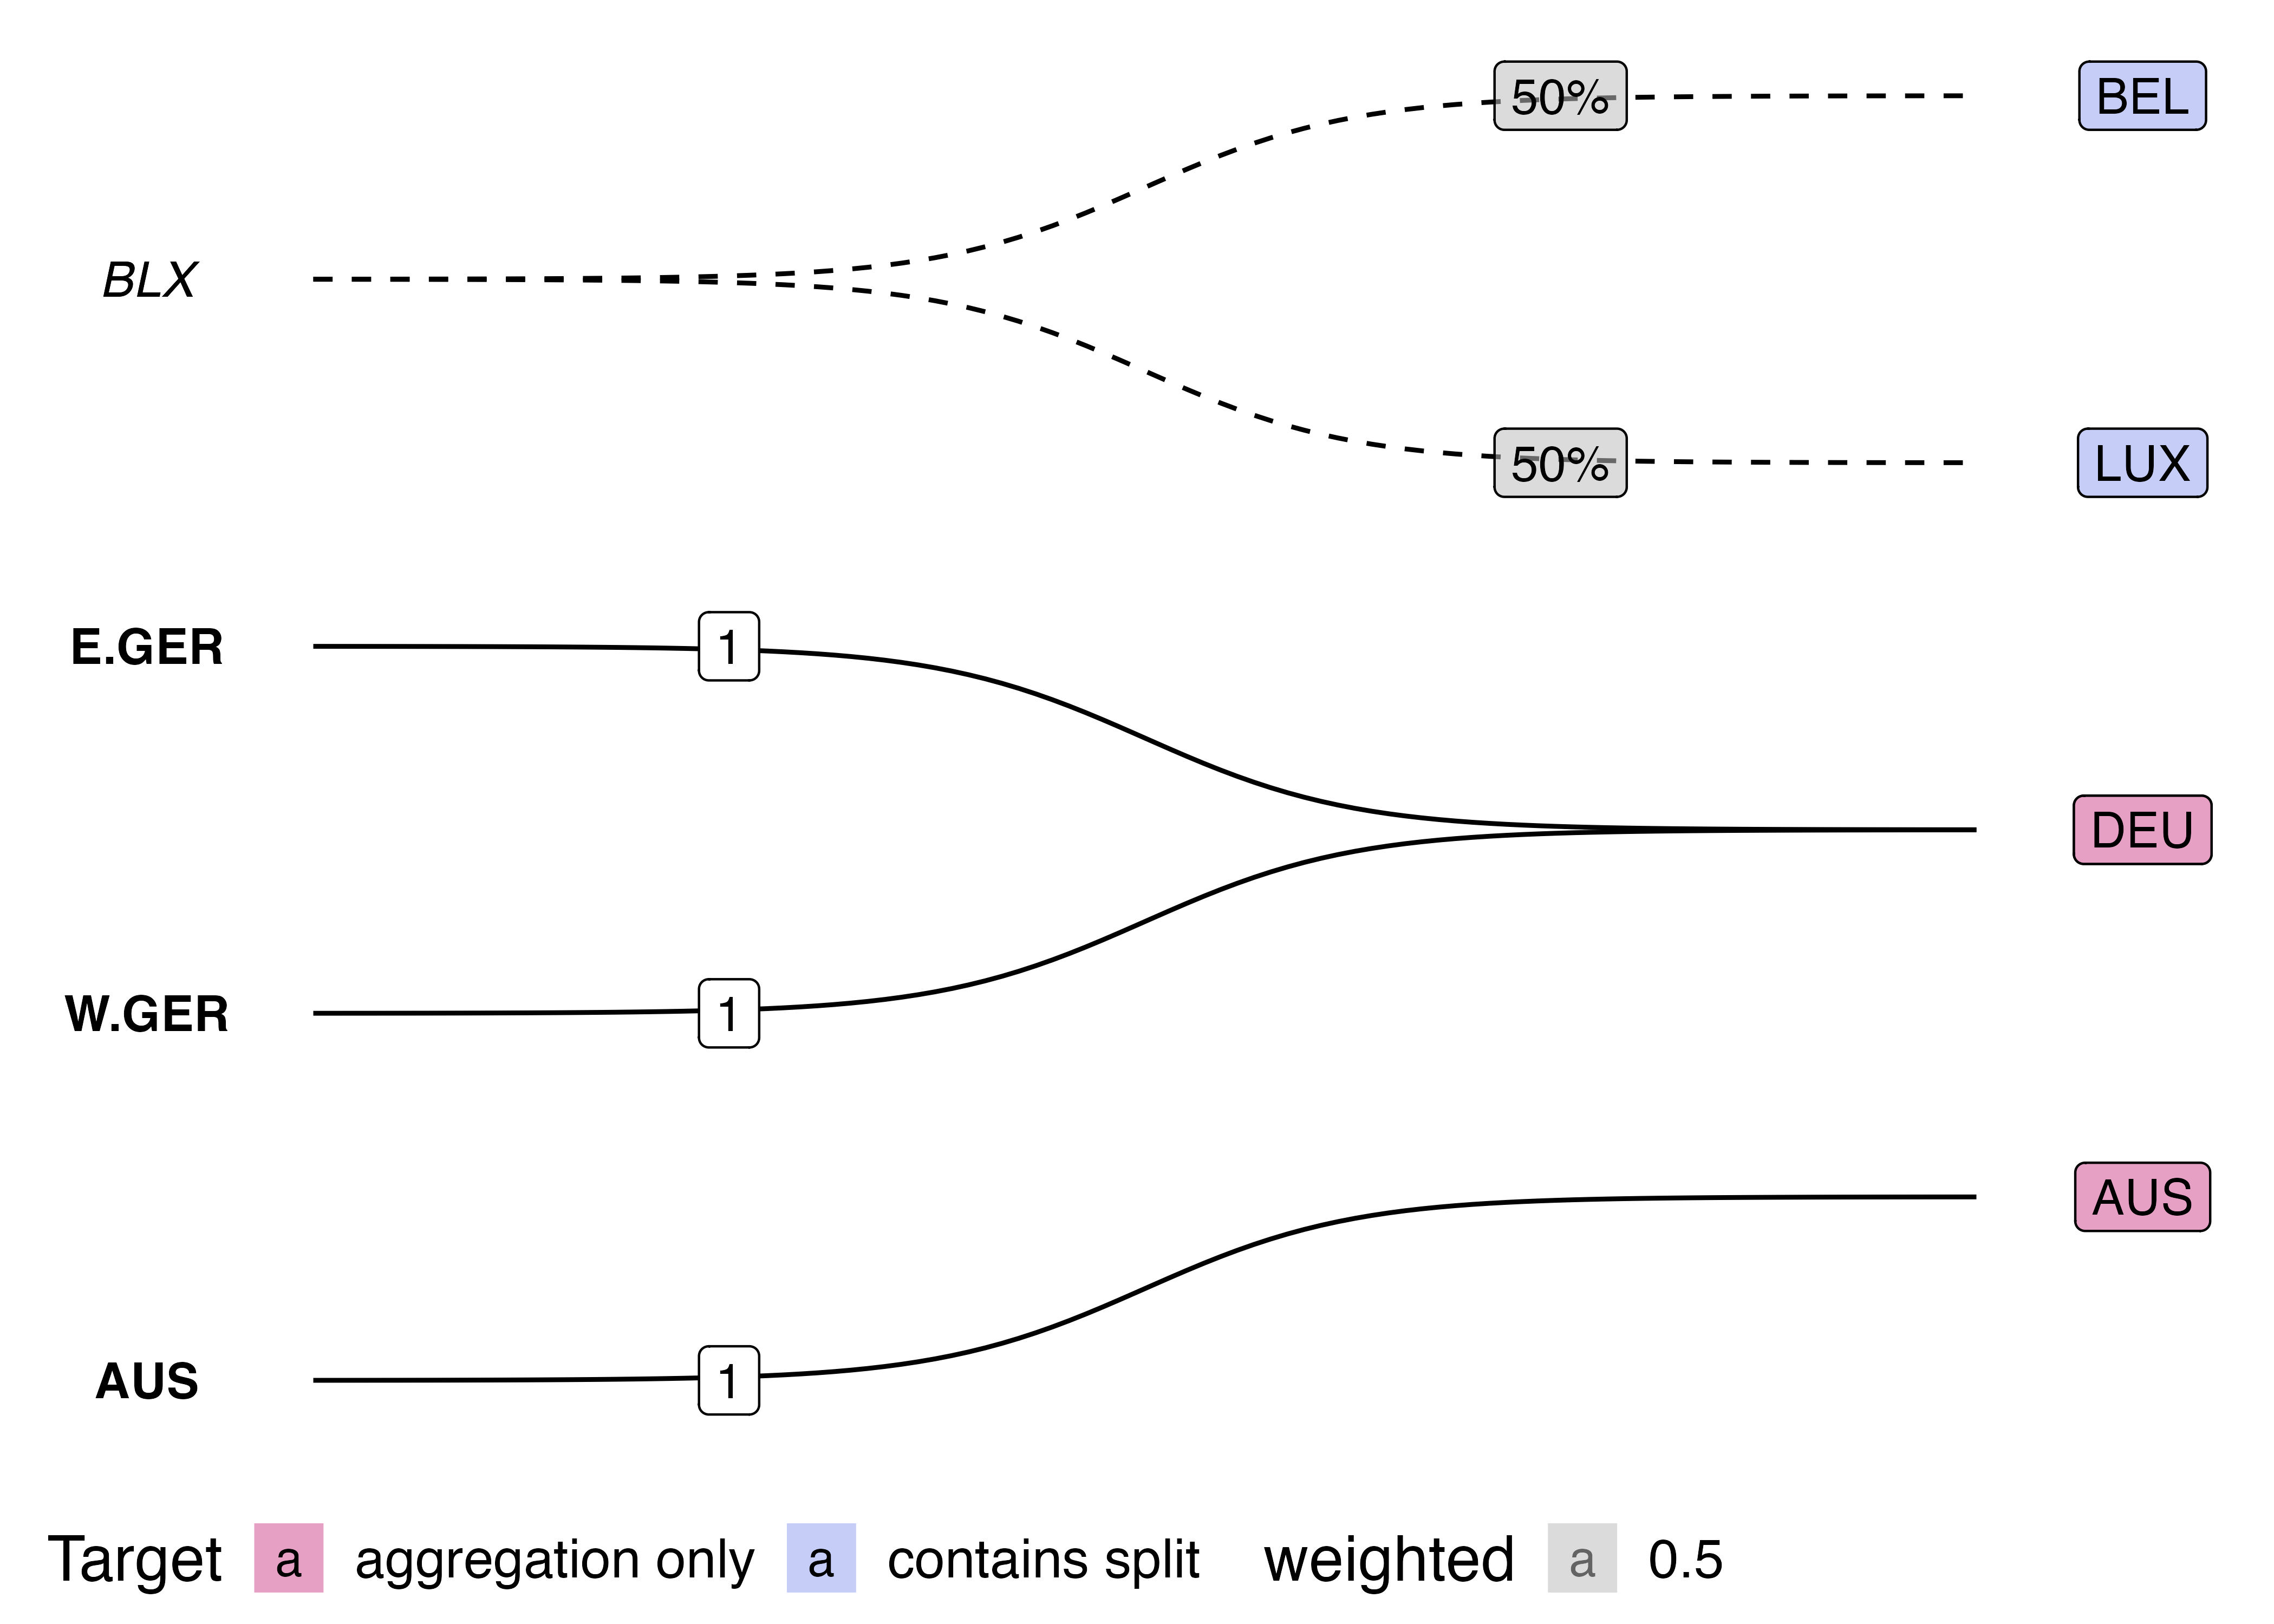 50% BEL
BLX
50% LUX
E.GER 1
DEU
W.GER 1
AUS
AUS 1
Target a aggregation only a contains split weighted a 0.5